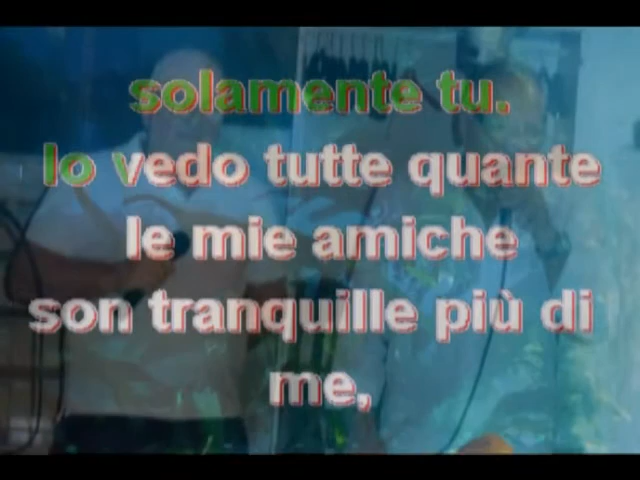 solamente tu.
Io vedo tutte quante
le mie amiche
son tranquille più di
me,